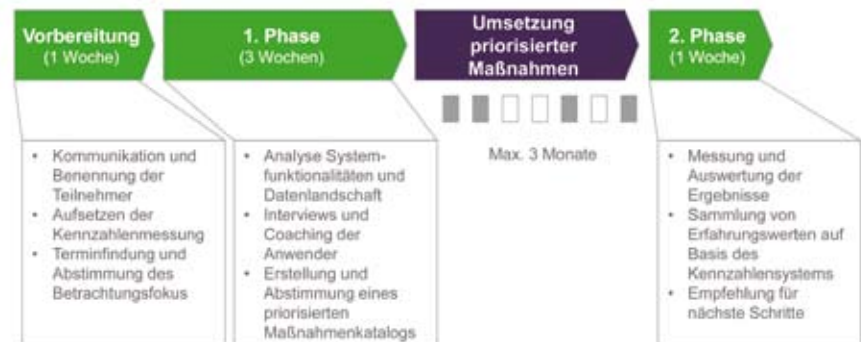 Vorbereitung
(1 Woche)
1. Phase
(3 Wochen)
Umsetzung
priorisierter
Maßnahmen
2. Phase
(1 Woche)
• Kommunikation und
Benennung der
Teilnehmer
• Aufsetzen der
Kennzahlenmessung
• Terminfindung und
Abstimmung des
Betrachtungsfokus
• Analyse System-
funktionalitäten und
Datenlandschaft
• Interviews und
Coaching der
Anwender
• Erstellung und
Abstimmung eines
priorisierten
Maßnahmenkatalogs
Max. 3 Monate
• Messung und
Auswertung der
Ergebnisse
• Sammlung von
Erfahrungswerten auf
Basis des
Kennzahlensystems
• Empfehlung für
nächste Schritte